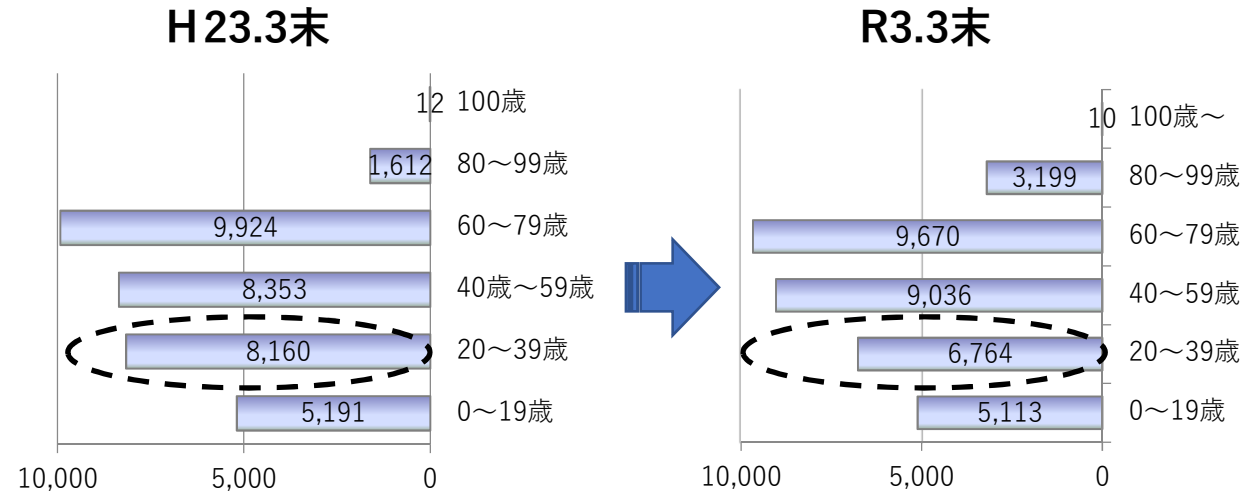 H23.3末
12 100歳
1,612 80～99歳
9,924 60～79歳
8,353 40歳～59歳
8,160 20～39歳
5,191 0～19歳
10,000 5,000 0
R3.3末
10 100歳～
3,199 80～99歳
9,670 60～79歳
9,036 40～59歳
6,764 20～39歳
5,113 0～19歳
10,000 5,000 0